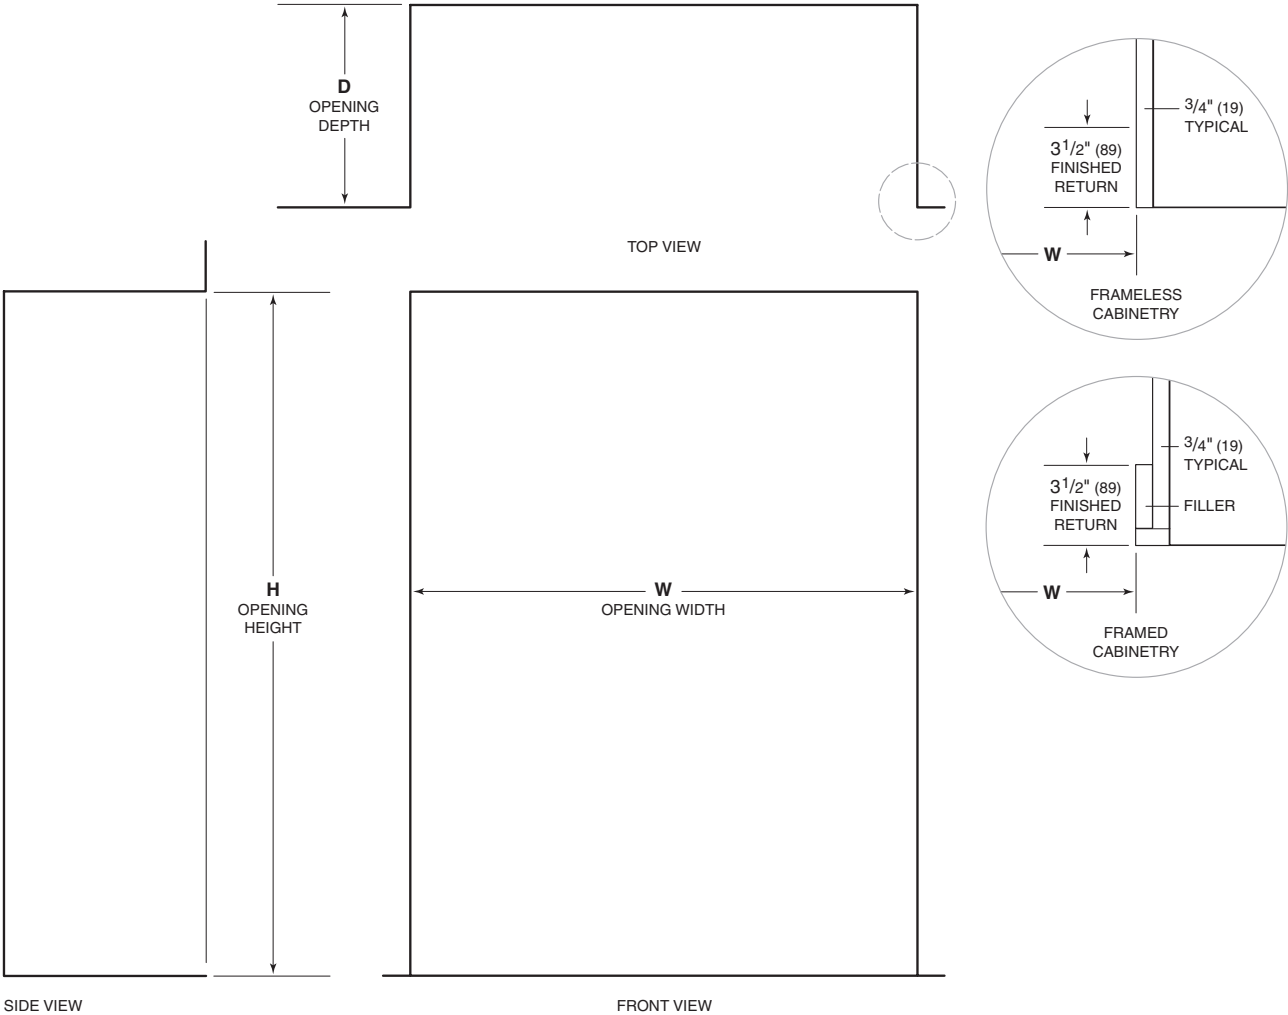 D
OPENING
DEPTH
TOP VIEW
3/4" (19)
TYPICAL
3 1/2" (89)
FINISHED
RETURN
W
FRAMELESS
CABINETRY
H
OPENING
HEIGHT
W
OPENING WIDTH
3/4" (19)
TYPICAL
3 1/2" (89)
FINISHED
RETURN
FILLER
W
FRAMED
CABINETRY
SIDE VIEW
FRONT VIEW